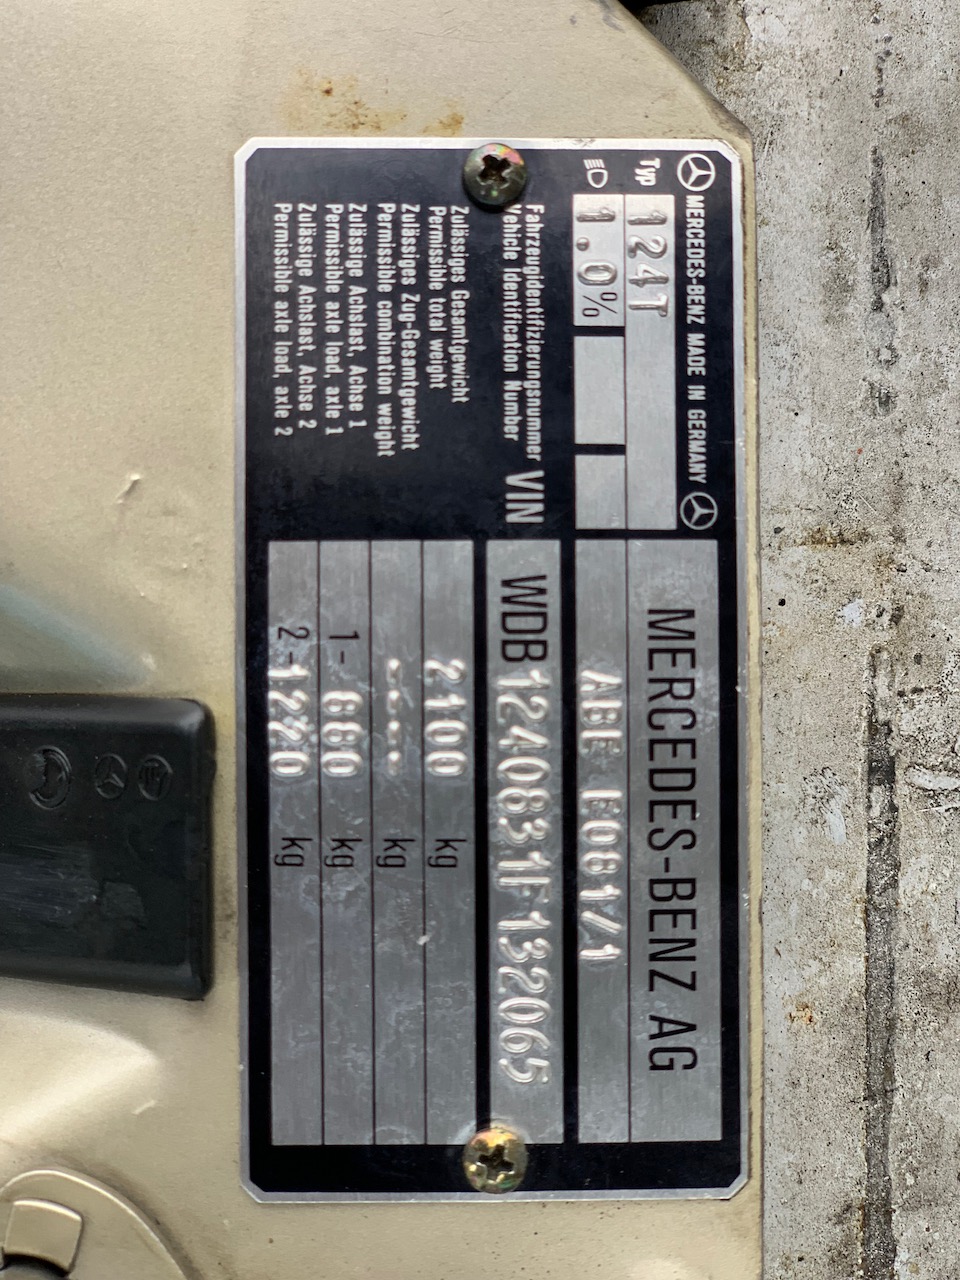 MERCEDES-BENZ MADE IN GERMANY
Typ 124T
1.0%
MERCEDES-BENZ AG
ABE E081/1
Fahrzeugidentifizierungsnummer
Vehicle Identification Number
VIN WDB1240831F132065
Zulässiges Gesamtgewicht
Permissible total weight
2100 kg
Zulässiges Zug-Gesamtgewicht
Permissible combination weight
---- kg
Zulässige Achslast, Achse 1
Permissible axle load, axle 1
1- 880 kg
Zulässige Achslast, Achse 2
Permissible axle load, axle 2
2-1220 kg